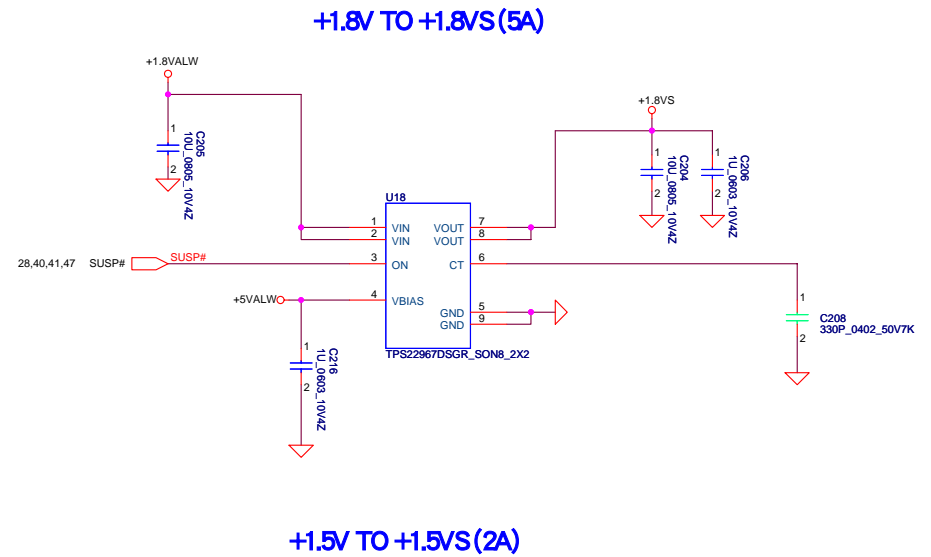 +1.8V TO +1.8VS(5A)
+1.8VALW
1
2
C205
10U_0805_10V4Z
+1.8VS
1
2
C204
10U_0805_10V4Z
1
2
C206
1U_0603_10V4Z
U18
1 VIN VOUT 7
2 VIN VOUT 8
28,40,41,47 SUSP# SUSP# 3 ON CT 6
+5VALW 4 VBIAS
GND 5
GND 9
TPS22967DSGR_SON8_2X2
1
2
C216
1U_0603_10V4Z
1
2
C208
330P_0402_50V7K
+1.5V TO +1.5VS(2A)